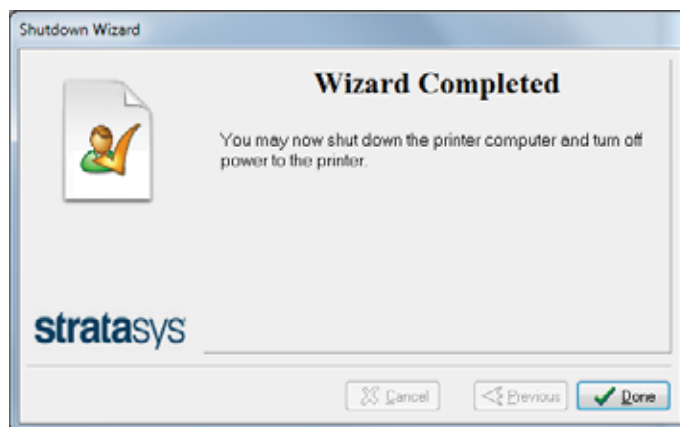 Shutdown Wizard
Wizard Completed
You may now shut down the printer computer and turn off
power to the printer.
stratasys
Cancel
Previous
Done